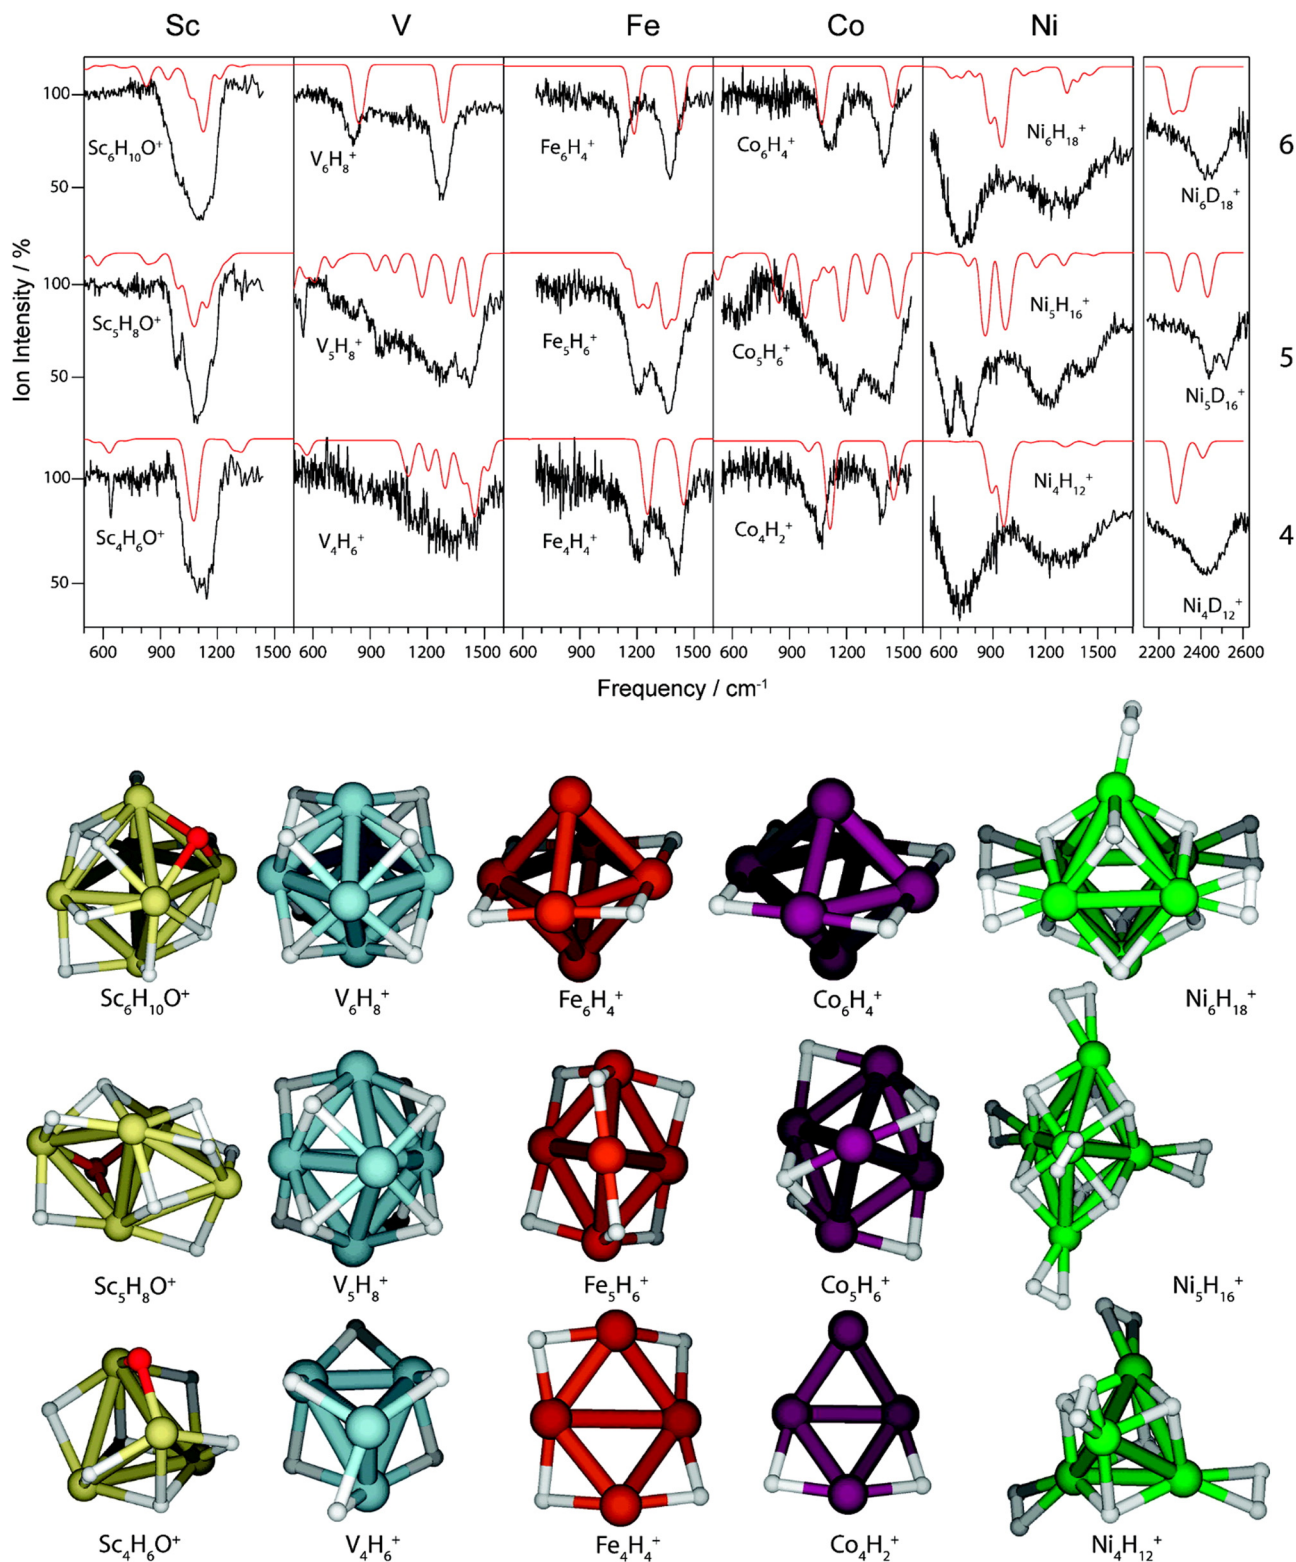 Sc V Fe Co Ni
100
Sc₆H₁₀O⁺ V₆H₈⁺ Fe₆H₄⁺ Co₆H₄⁺ Ni₆H₁₈⁺ 6
50 Ni₆D₁₈⁺
100
Sc₅H₈O⁺ V₅H₈⁺ Fe₅H₆⁺ Co₅H₆⁺ Ni₅H₁₆⁺ 5
50 Ni₅D₁₆⁺
100
Sc₄H₆O⁺ V₄H₆⁺ Fe₄H₄⁺ Co₄H₂⁺ Ni₄H₁₂⁺ 4
50 Ni₄D₁₂⁺
Ion Intensity / %
600 900 1200 1500 600 900 1200 1500 600 900 1200 1500 600 900 1200 1500 600 900 1200 1500 2200 2400 2600
Frequency / cm⁻¹
Sc₆H₁₀O⁺ V₆H₈⁺ Fe₆H₄⁺ Co₆H₄⁺ Ni₆H₁₈⁺
Sc₅H₈O⁺ V₅H₈⁺ Fe₅H₆⁺ Co₅H₆⁺ Ni₅H₁₆⁺
Sc₄H₆O⁺ V₄H₆⁺ Fe₄H₄⁺ Co₄H₂⁺ Ni₄H₁₂⁺